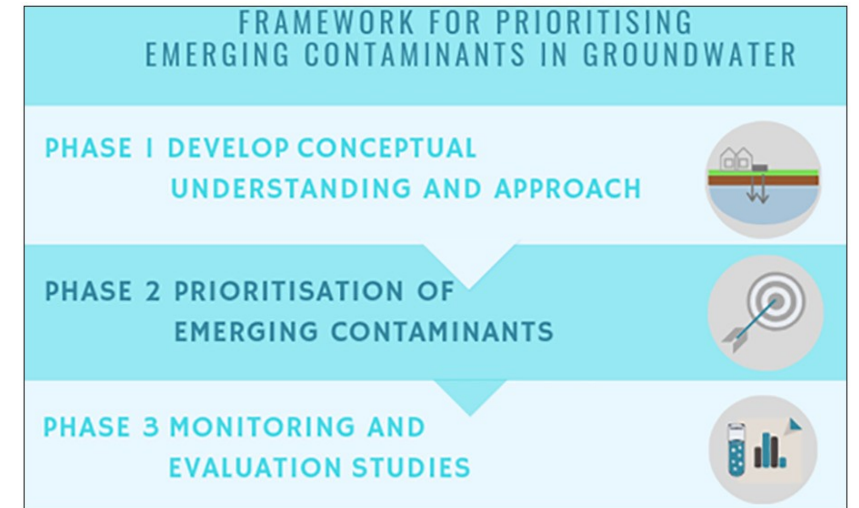 FRAMEWORK FOR PRIORITISING
EMERGING CONTAMINANTS IN GROUNDWATER
PHASE 1 DEVELOP CONCEPTUAL
UNDERSTANDING AND APPROACH
PHASE 2 PRIORITISATION OF
EMERGING CONTAMINANTS
PHASE 3 MONITORING AND
EVALUATION STUDIES